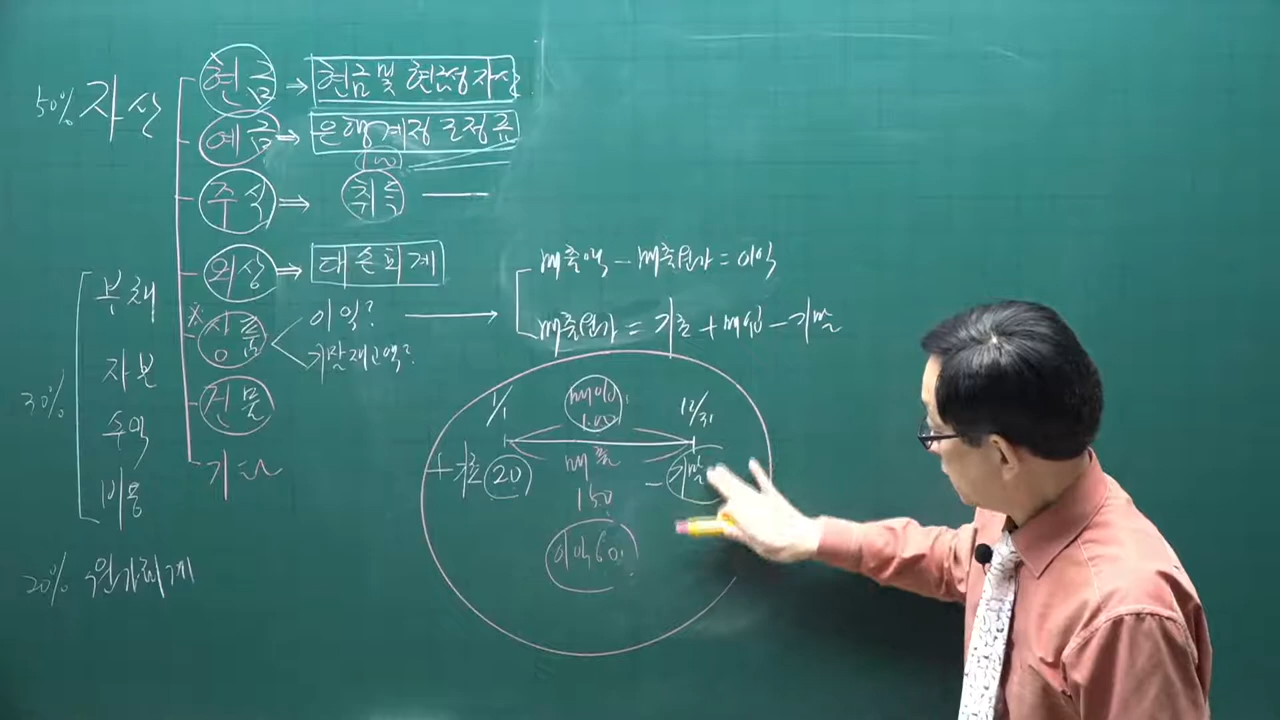 50% 자산
현금 → 현금 및 현금성자산
예금 ⇒ 은행계정조정표
100
주식 ⇒ 취득
외상 ⇒ 대손회계
※ 상품
이익?
기말재고액?
건물
기타
매출액 - 매출원가 = 이익
매출원가 = 기초 + 매입 - 기말
1/1
매입
100
12/31
+ 기초 20
매출
150
- 기말
이익 60
30%
부채
자본
수익
비용
20% 원가회계